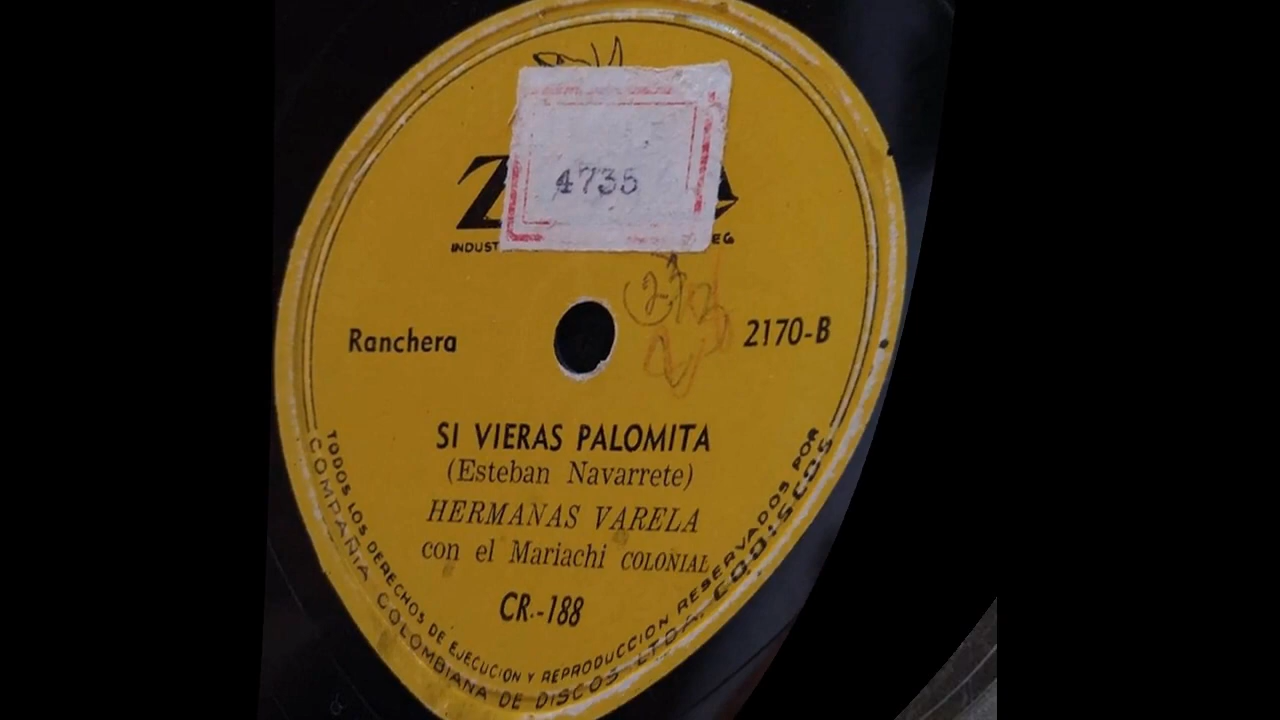 4735
INDUST
Ranchera
2170-B
SI VIERAS PALOMITA
(Esteban Navarrete)
HERMANAS VARELA
con el Mariachi COLONIAL
CR.-188
TODOS LOS DERECHOS DE EJECUCION Y REPRODUCCION RESERVADOS POR
COMPAÑIA COLOMBIANA DE DISCOS LTDA. CODISCOS